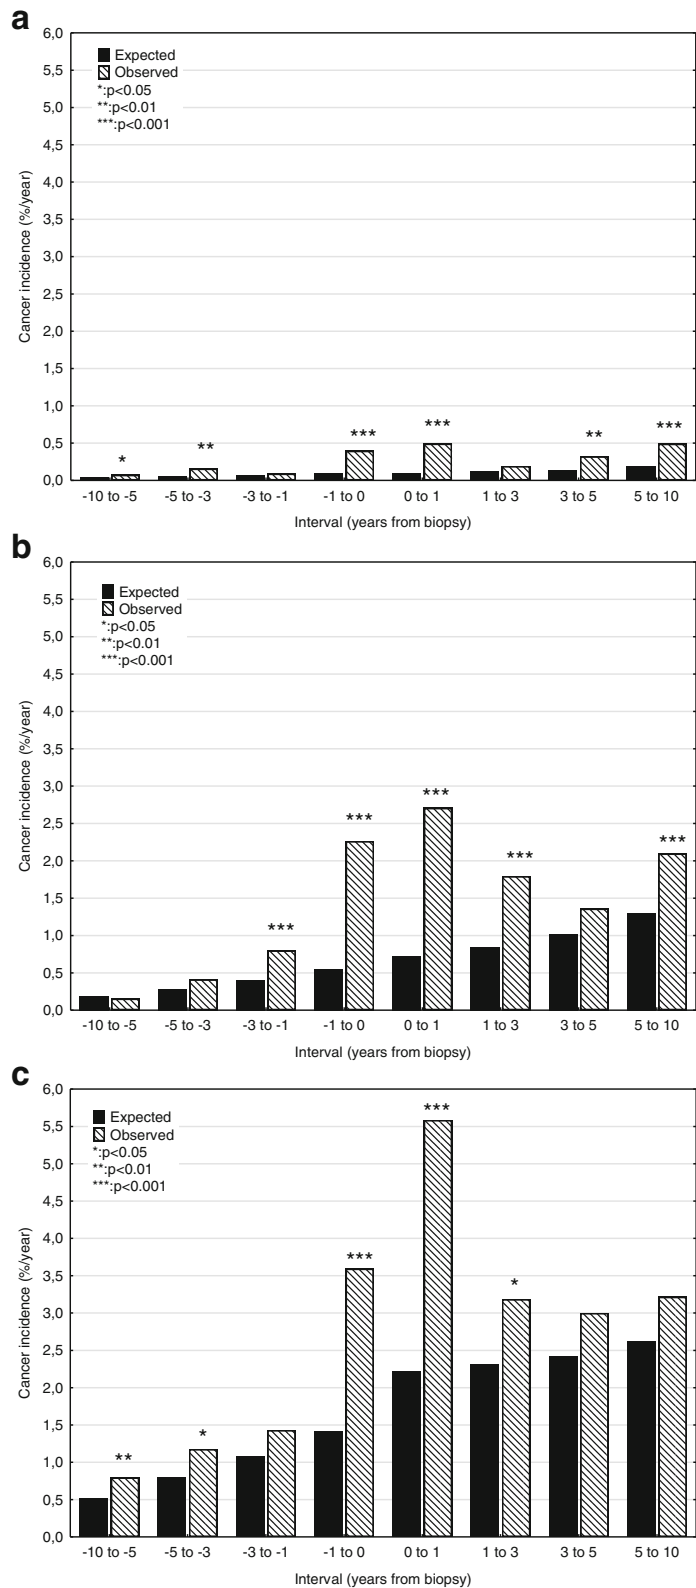 a
6,0
Expected
5,5
Observed
*:p<0.05
5,0
**:p<0.01
***:p<0.001
4,5
4,0
3,5
3,0
2,5
2,0
1,5
1,0
0,5
0,0
Cancer incidence (%/year)
* ** *** *** ** ***
-10 to -5 -5 to -3 -3 to -1 -1 to 0 0 to 1 1 to 3 3 to 5 5 to 10
Interval (years from biopsy)
b
6,0
Expected
5,5
Observed
*:p<0.05
5,0
**:p<0.01
***:p<0.001
4,5
4,0
3,5
3,0
2,5
2,0
1,5
1,0
0,5
0,0
Cancer incidence (%/year)
*** *** *** *** ***
-10 to -5 -5 to -3 -3 to -1 -1 to 0 0 to 1 1 to 3 3 to 5 5 to 10
Interval (years from biopsy)
c
6,0
Expected
5,5
Observed
*:p<0.05
5,0
**:p<0.01
***:p<0.001
4,5
4,0
3,5
3,0
2,5
2,0
1,5
1,0
0,5
0,0
Cancer incidence (%/year)
** * *** *** *
-10 to -5 -5 to -3 -3 to -1 -1 to 0 0 to 1 1 to 3 3 to 5 5 to 10
Interval (years from biopsy)